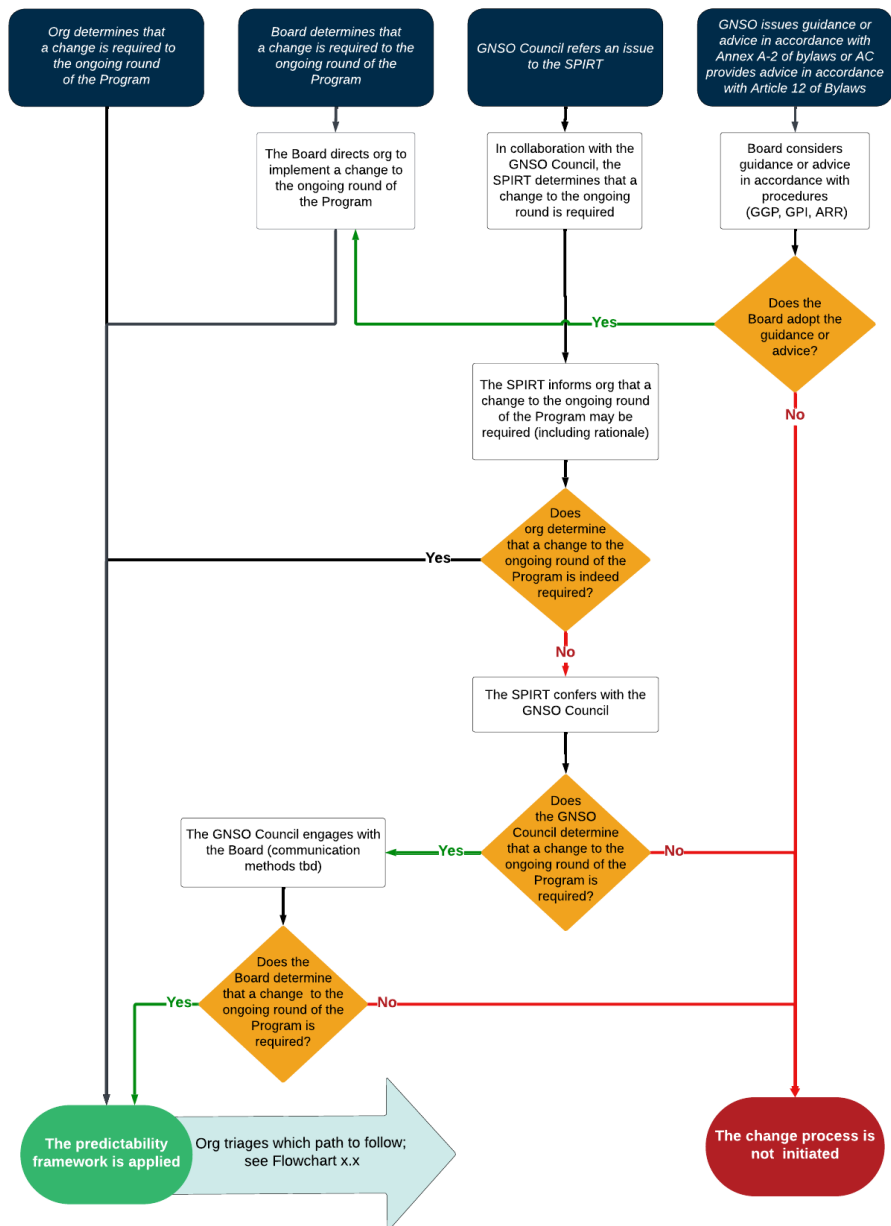 Org determines that
a change is required to
the ongoing round
of the Program
Board determines that
a change is required to the
ongoing round of the
Program
GNSO Council refers an issue
to the SPIRT
GNSO issues guidance or
advice in accordance with
Annex A-2 of bylaws or AC
provides advice in accordance
with Article 12 of Bylaws
The Board directs org to
implement a change to
the ongoing round of
the Program
In collaboration with the
GNSO Council, the
SPIRT determines that a
change to the ongoing
round is required
Board considers
guidance or advice
in accordance with
procedures
(GGP, GPI, ARR)
Does the
Board adopt the
guidance or
advice?
Yes
No
The SPIRT informs org that a
change to the ongoing round
of the Program may be
required (including rationale)
Does
org determine
that a change to the
ongoing round of the
Program is indeed
required?
Yes
No
The SPIRT confers with the
GNSO Council
Does
the GNSO
Council determine
that a change to the
ongoing round of the
Program is
required?
Yes
No
The GNSO Council engages with
the Board (communication
methods tbd)
Does the
Board determine
that a change to the
ongoing round of the
Program is
required?
Yes
No
The predictability
framework is applied
Org triages which path to follow;
see Flowchart x.x
The change process is
not initiated